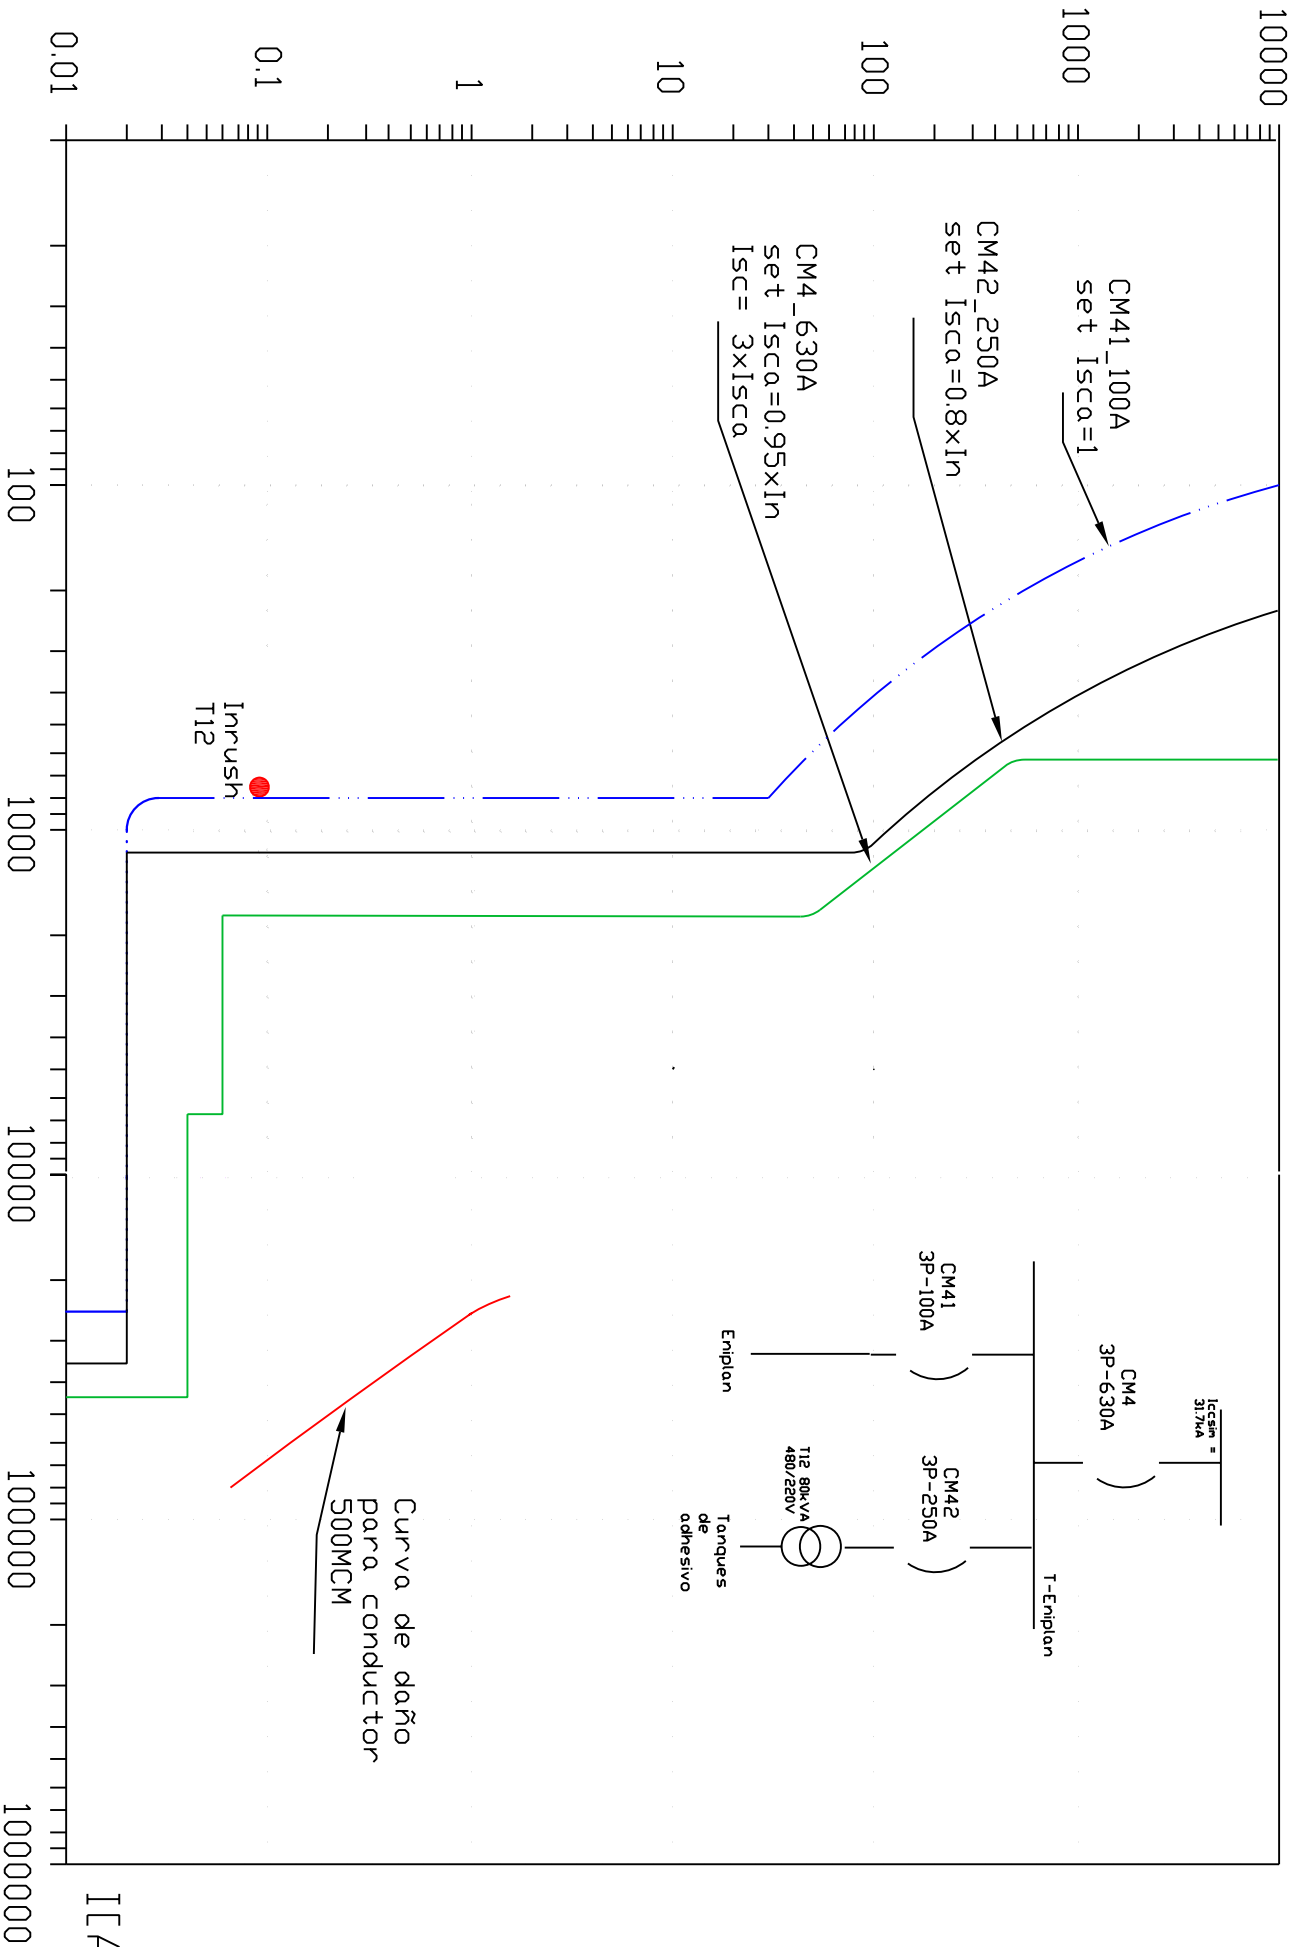 10000
1000
100
10
1
0.1
0.01
CM41_100A
set Isca=1
CM42_250A
set Isca=0.8xIn
CM4_630A
set Isca=0.95xIn
Isc= 3xIsca
Inrush
T12
Iccsim =
31.7kA
CM4
3P-630A
T-Eniplan
CM41
3P-100A
CM42
3P-250A
T12 80kVA
480/220V
Eniplan
Tanques
de
adhesivo
Curva de daño
para conductor
500MCM
100
1000
10000
100000
1000000